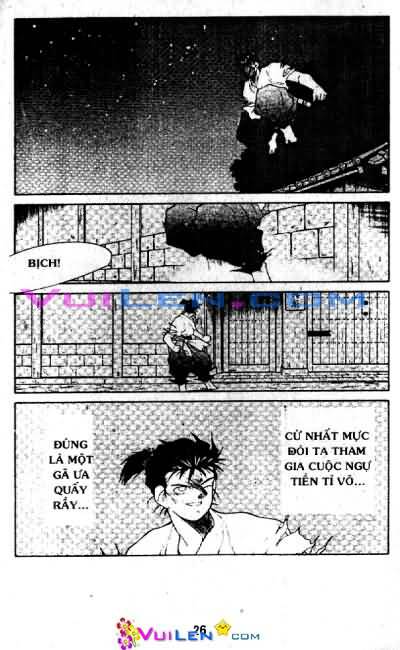 BỊCH!
VUILEN.COM
CỨ NHẤT MỰC
ĐÒI TA THAM
GIA CUỘC NGỰ
TIỀN TỈ VÕ...
ĐÚNG
LÀ MỘT
GÃ ƯA
QUẤY
RẦY...
26
VUILEN
.COM